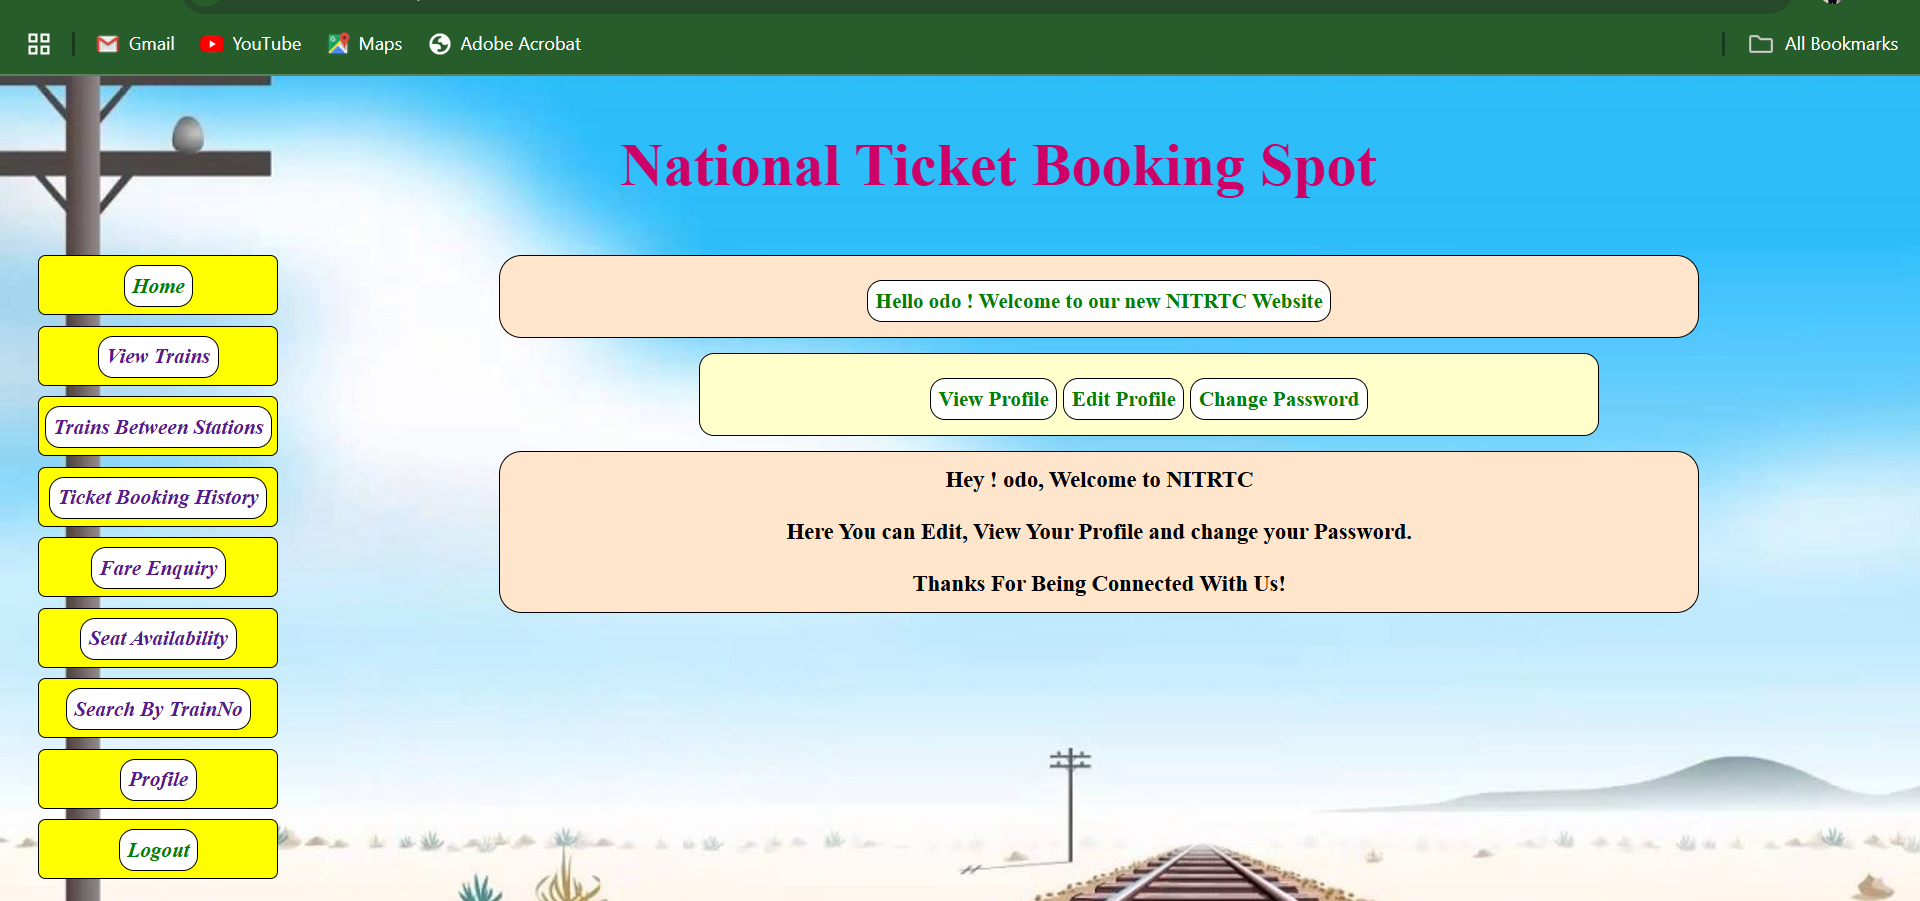 Gmail YouTube Maps Adobe Acrobat All Bookmarks
National Ticket Booking Spot
Home
View Trains
Trains Between Stations
Ticket Booking History
Fare Enquiry
Seat Availability
Search By TrainNo
Profile
Logout
Hello odo ! Welcome to our new NITRTC Website
View Profile Edit Profile Change Password
Hey ! odo, Welcome to NITRTC
Here You can Edit, View Your Profile and change your Password.
Thanks For Being Connected With Us!